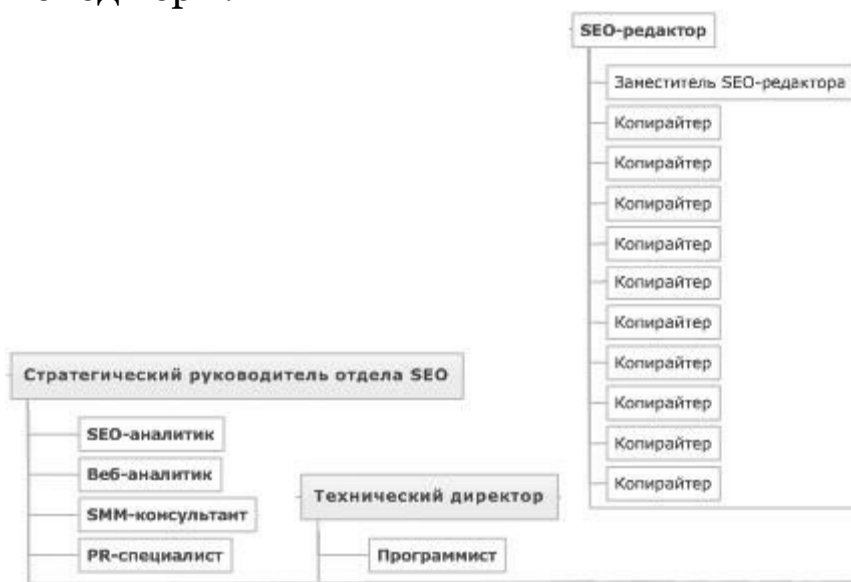 SEO-редактор
Заместитель SEO-редактора
Копирайтер
Копирайтер
Копирайтер
Копирайтер
Копирайтер
Копирайтер
Копирайтер
Копирайтер
Копирайтер
Копирайтер
Стратегический руководитель отдела SEO
SEO-аналитик
Веб-аналитик
SMM-консультант
PR-специалист
Технический директор
Программист